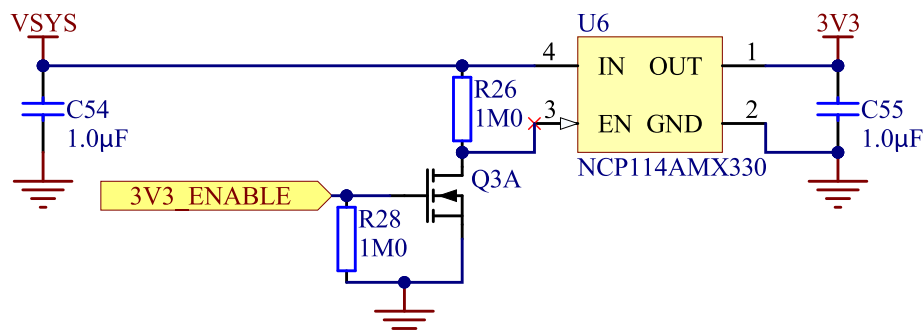 VSYS
U6
3V3
4
1
IN OUT
R26
1M0
C54
1.0µF
3
2
EN GND
C55
1.0µF
NCP114AMX330
Q3A
3V3_ENABLE
R28
1M0